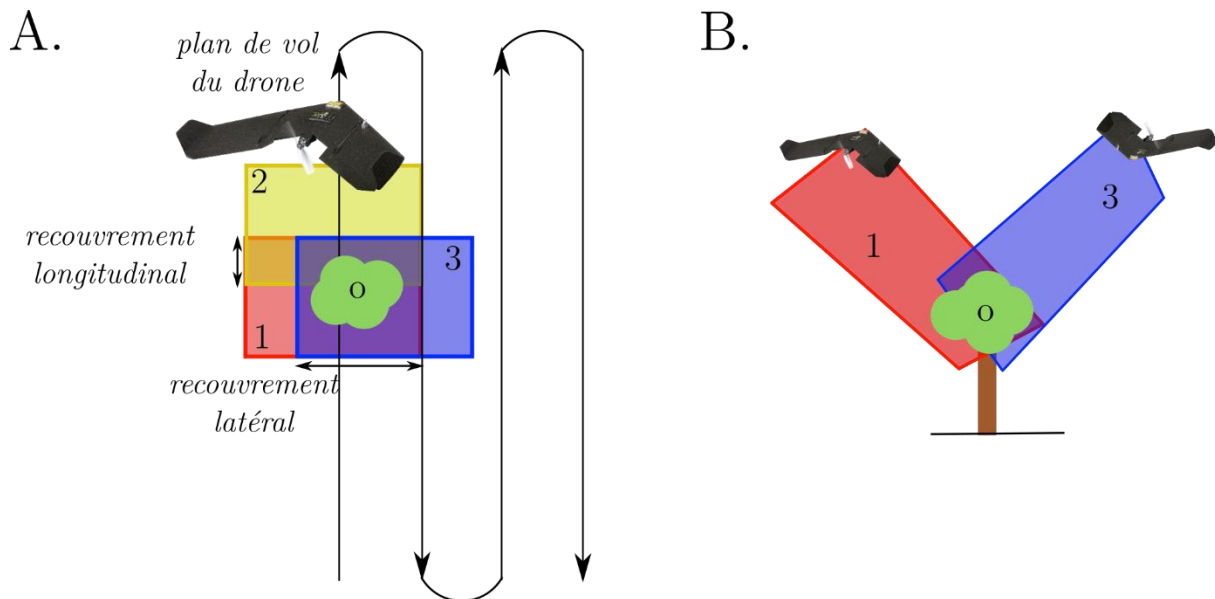 A.
plan de vol
du drone
2
recouvrement
longitudinal
3
o
1
recouvrement
latéral
B.
1
3
o